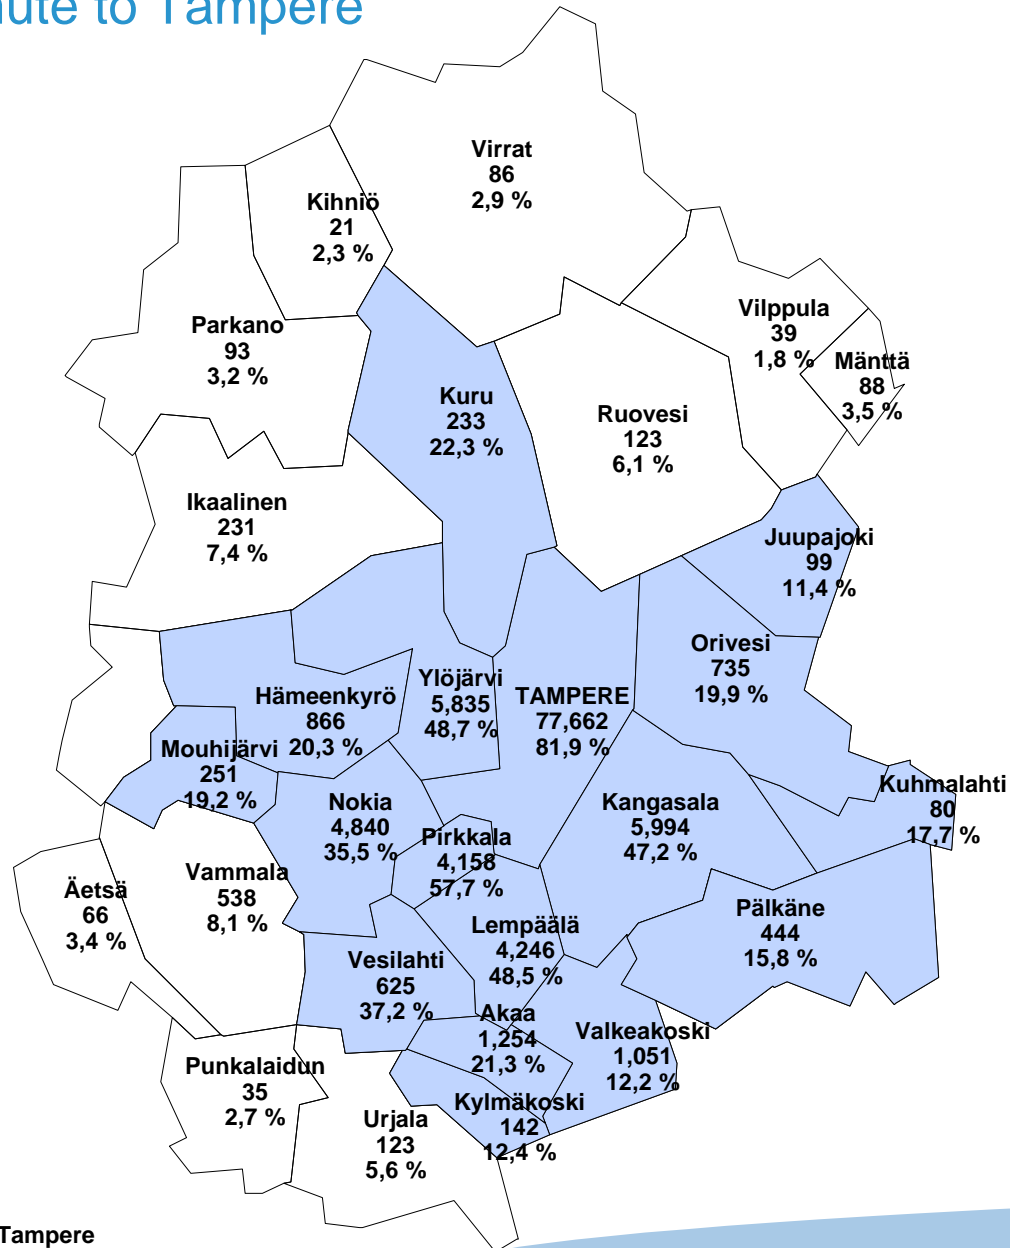 to Tampere
Virrat
86
2,9 %
Kihniö
21
2,3 %
Vilppula
39
1,8 %
Parkano
93
3,2 %
Mänttä
88
3,5 %
Kuru
233
22,3 %
Ruovesi
123
6,1 %
Ikaalinen
231
7,4 %
Juupajoki
99
11,4 %
Orivesi
735
19,9 %
Ylöjärvi
5,835
48,7 %
Hämeenkyrö
866
20,3 %
TAMPERE
77,662
81,9 %
Mouhijärvi
251
19,2 %
Kuhmalahti
80
17,7 %
Nokia
4,840
35,5 %
Kangasala
5,994
47,2 %
Pirkkala
4,158
57,7 %
Vammala
538
8,1 %
Äetsä
66
3,4 %
Pälkäne
444
15,8 %
Lempäälä
4,246
48,5 %
Vesilahti
625
37,2 %
Akaa
1,254
21,3 %
Valkeakoski
1,051
12,2 %
Punkalaidun
35
2,7 %
Kylmäkoski
142
12,4 %
Urjala
123
5,6 %
Tampere